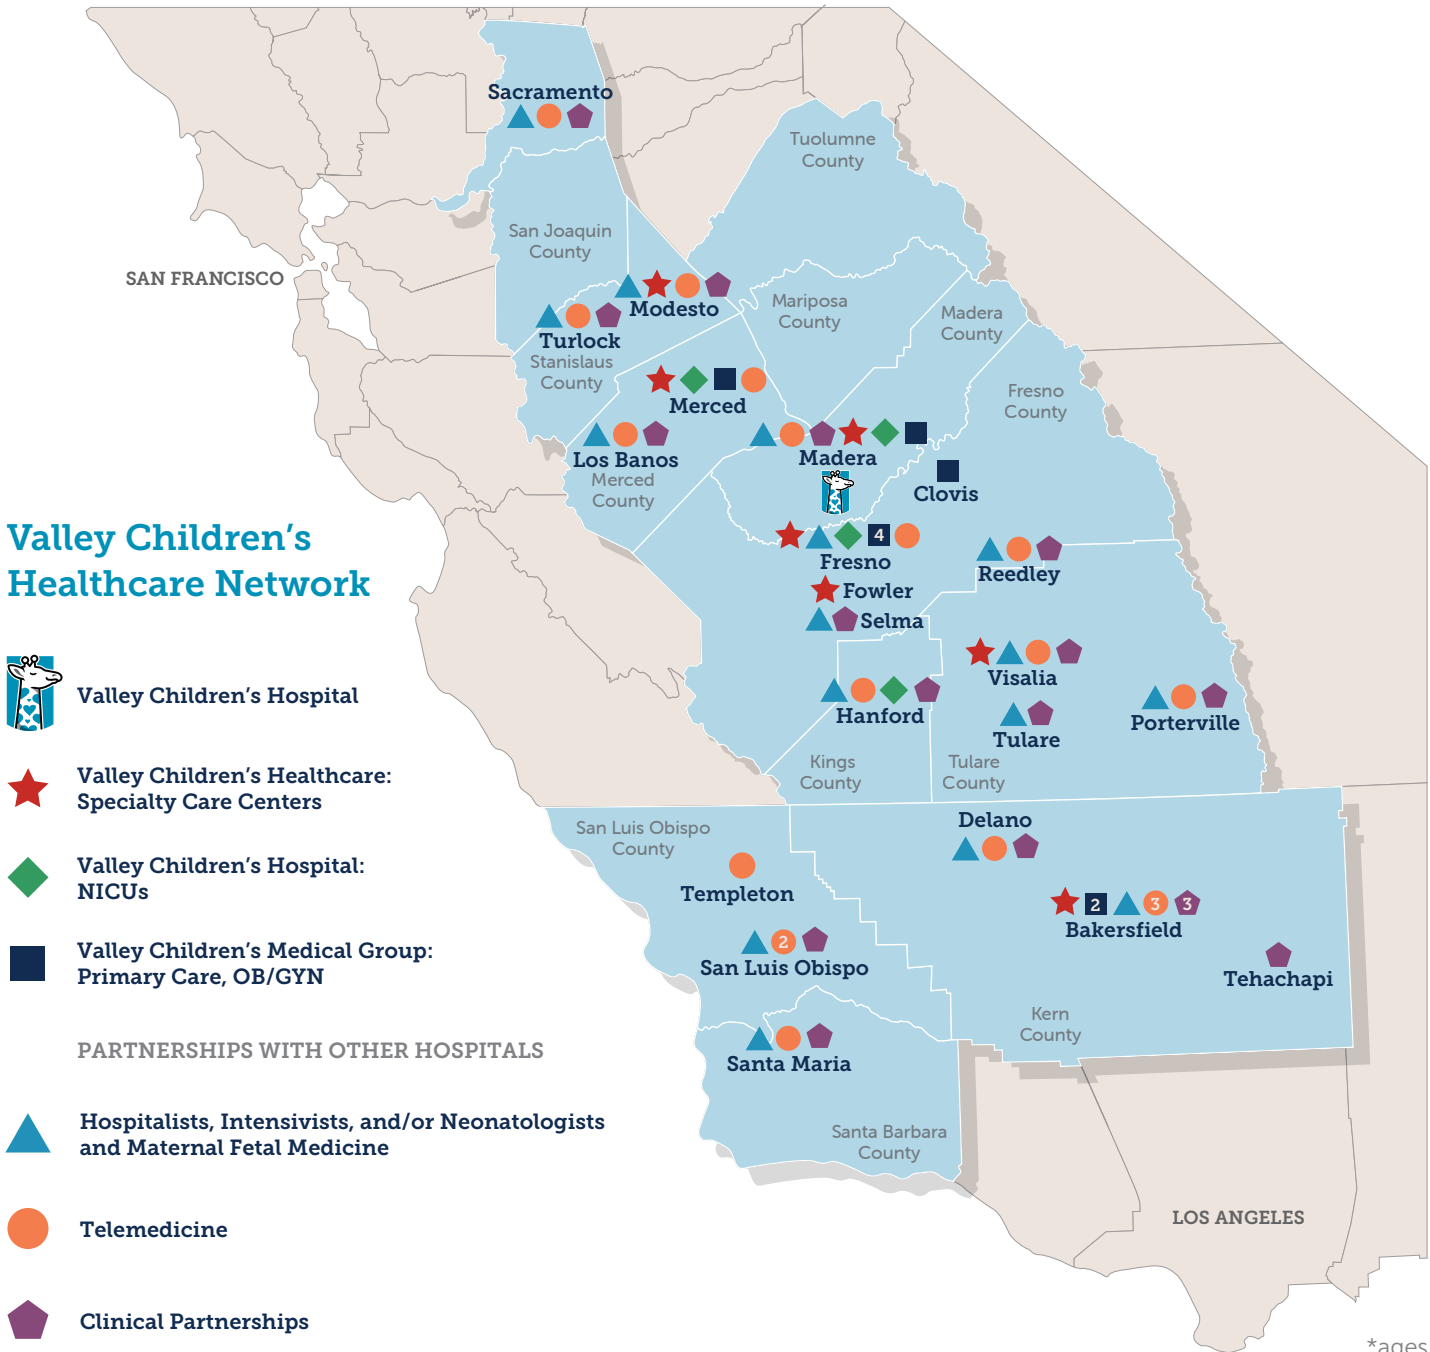 Sacramento
Tuolumne
County
San Joaquin
County
SAN FRANCISCO
Modesto
Mariposa
County
Madera
County
Turlock
Stanislaus
County
Merced
Fresno
County
Los Banos
Merced
County
Madera
Clovis
Valley Children's
Healthcare Network
4
Fresno
Reedley
Fowler
Selma
Visalia
Hanford
Tulare
Porterville
Kings
County
Tulare
County
Valley Children's Hospital
Valley Children's Healthcare:
Specialty Care Centers
Valley Children's Hospital:
NICUs
Valley Children's Medical Group:
Primary Care, OB/GYN
San Luis Obispo
County
Delano
Templeton
2 3 3
Bakersfield
2
San Luis Obispo
Tehachapi
Kern
County
Santa Maria
Santa Barbara
County
PARTNERSHIPS WITH OTHER HOSPITALS
Hospitalists, Intensivists, and/or Neonatologists
and Maternal Fetal Medicine
Telemedicine
Clinical Partnerships
LOS ANGELES
*ages